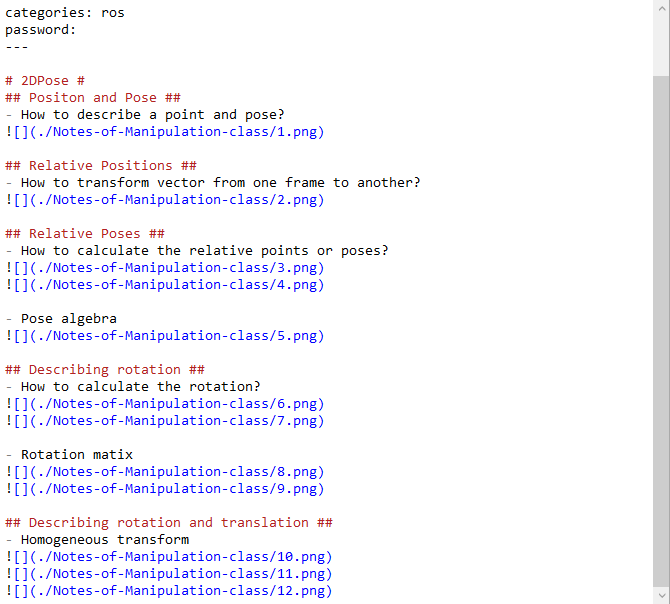 categories: ros
password:
---
# 2DPose #
## Positon and Pose ##
- How to describe a point and pose?
![](./Notes-of-Manipulation-class/1.png)
## Relative Positions ##
- How to transform vector from one frame to another?
![](./Notes-of-Manipulation-class/2.png)
## Relative Poses ##
- How to calculate the relative points or poses?
![](./Notes-of-Manipulation-class/3.png)
![](./Notes-of-Manipulation-class/4.png)
- Pose algebra
![](./Notes-of-Manipulation-class/5.png)
## Describing rotation ##
- How to calculate the rotation?
![](./Notes-of-Manipulation-class/6.png)
![](./Notes-of-Manipulation-class/7.png)
- Rotation matix
![](./Notes-of-Manipulation-class/8.png)
![](./Notes-of-Manipulation-class/9.png)
## Describing rotation and translation ##
- Homogeneous transform
![](./Notes-of-Manipulation-class/10.png)
![](./Notes-of-Manipulation-class/11.png)
![](./Notes-of-Manipulation-class/12.png)